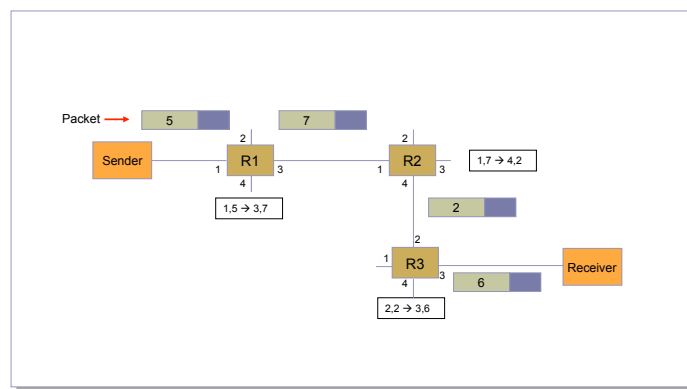 Packet
5
7
2
2
Sender
R1
R2
1
3
1
3
1,7 → 4,2
4
4
1,5 → 3,7
2
2
1
R3
3
Receiver
4
6
2,2 → 3,6